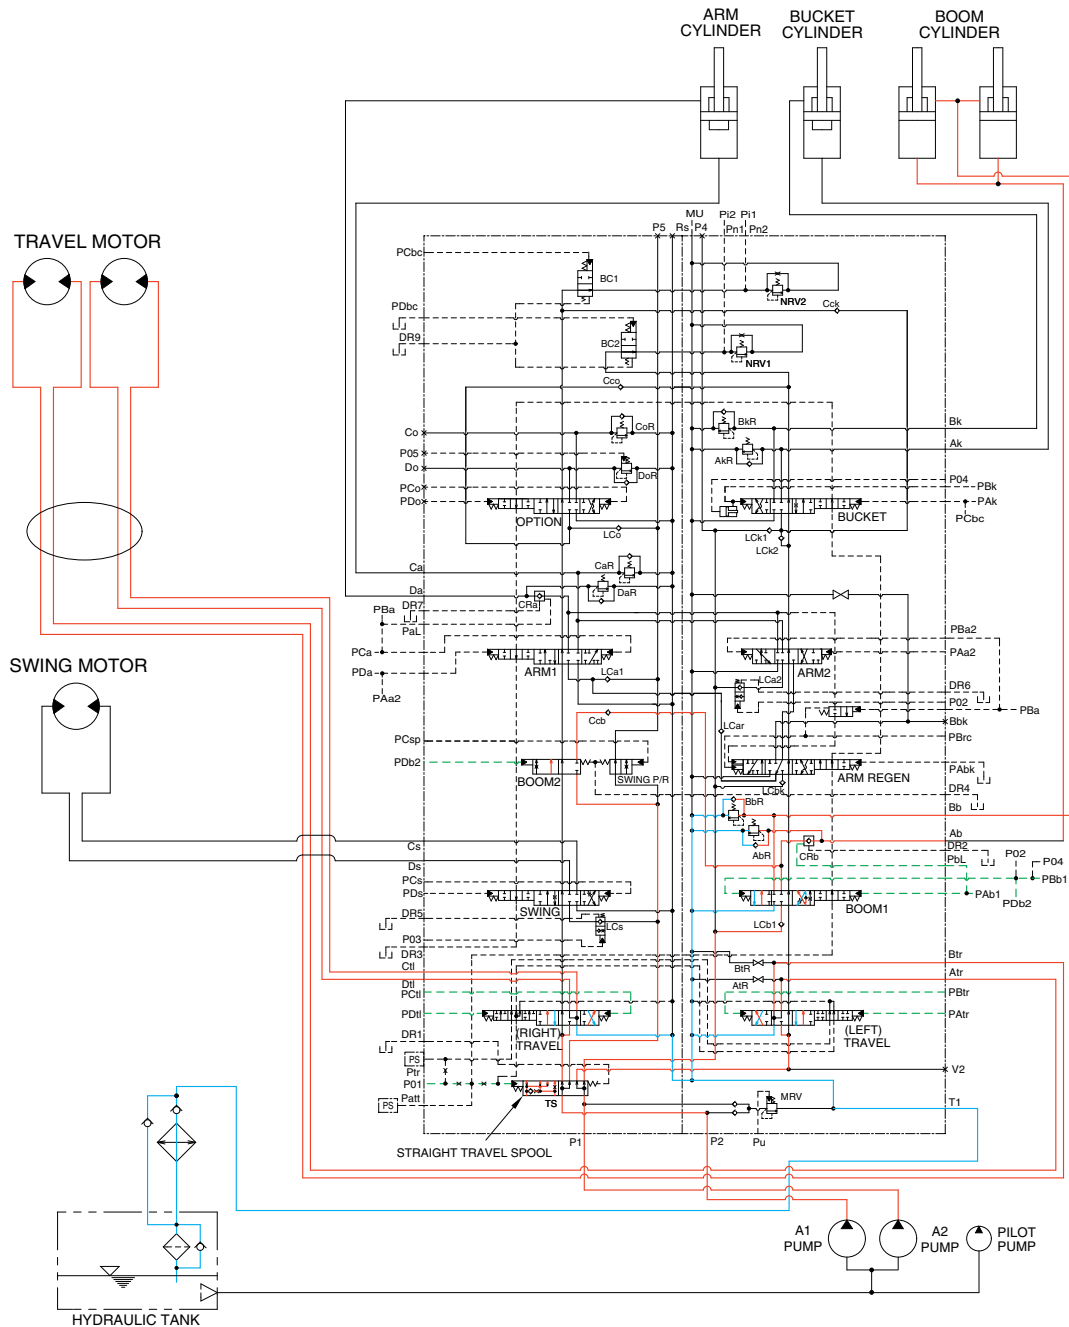 ARM
CYLINDER
BUCKET
CYLINDER
BOOM
CYLINDER
TRAVEL MOTOR
SWING MOTOR
MU
Pi2 Pi1
P5 Rs P4
Pn1 Pn2
PCbc
BC1
NRV2
Cck
PDbc
DR9
BC2
NRV1
Cco
Co
CoR
BkR
Bk
P05
Do
DoR
AkR
Ak
PCo
PDo
OPTION
BUCKET
P04
PBk
PAk
PCbc
LCo
LCk1
LCk2
Ca
CaR
Da
DaR
CRa
PBa
DR7
PaL
PCa
PDa
PAa2
ARM1
LCa1
ARM2
LCa2
PBa2
PAa2
DR6
P02
PBa
Ccb
LCar
Bbk
PCsp
PDb2
BOOM2
SWING P/R
PBrc
ARM REGEN
PAbk
LCbk
DR4
BbR
Bb
AbR
CRb
Ab
DR2
PbL
P02
P04
PBb1
PAb1
PDb2
Cs
Ds
PCs
PDs
SWING
BOOM1
DR5
LCs
LCb1
P03
DR3
Ctl
Dtl
PCtl
PDtl
BtR
Btr
AtR
Atr
PBtr
PAtr
(RIGHT)
TRAVEL
(LEFT)
TRAVEL
DR1
PS
Ptr
P01
Patt
PS
TS
V2
MRV
T1
P1
P2
Pu
STRAIGHT TRAVEL SPOOL
A1
PUMP
A2
PUMP
PILOT
PUMP
HYDRAULIC TANK